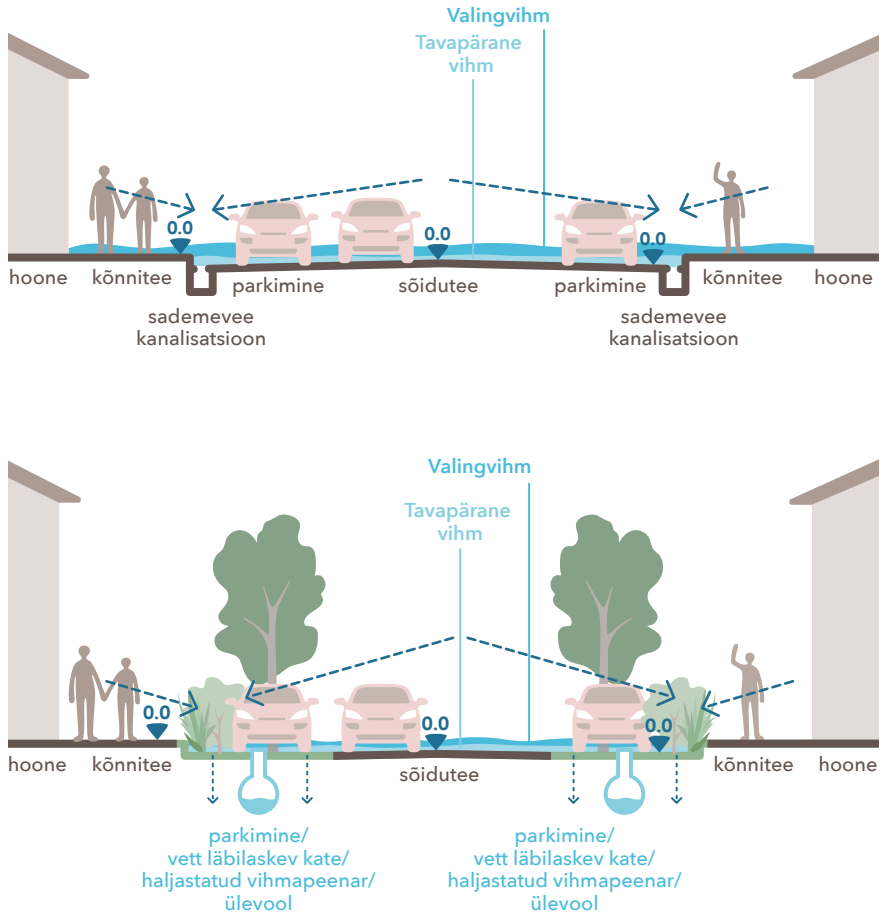 Valingvihm
Tavapärane
vihm
0.0
0.0
0.0
hoone
kõnnitee
parkimine
sõidutee
parkimine
kõnnitee
hoone
sademevee
kanalisatsioon
sademevee
kanalisatsioon
Valingvihm
Tavapärane
vihm
0.0
0.0
0.0
hoone
kõnnitee
sõidutee
kõnnitee
hoone
parkimine/
vett läbilaskev kate/
haljastatud vihmapeenar/
ülevool
parkimine/
vett läbilaskev kate/
haljastatud vihmapeenar/
ülevool